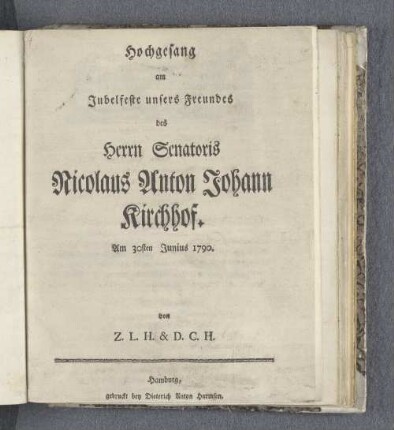 Hochgesang
am
Jubelfeste unsers Freundes
des
Herrn Senatoris
Nicolaus Anton Johann
Kirchhof.
Am 30sten Junius 1790.
von
Z. L. H. & D. C. H.
Hamburg,
gedruckt bey Dieterich Anton Harmsen.